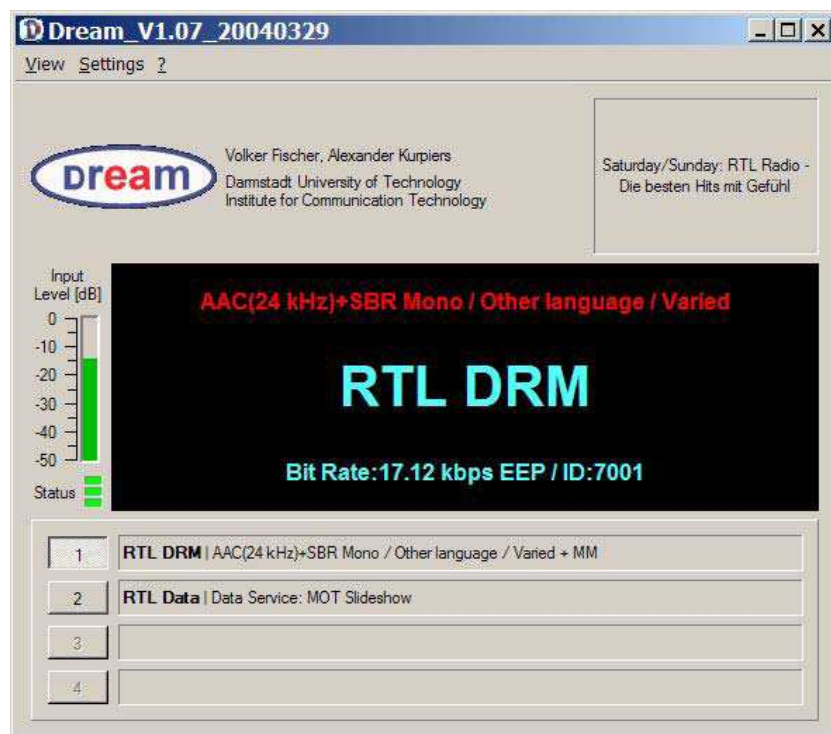 Dream_V1.07_20040329
View Settings ?
Dream
Volker Fischer, Alexander Kurpiers
Darmstadt University of Technology
Institute for Communication Technology
Saturday/Sunday: RTL Radio -
Die besten Hits mit Gefühl
Input
Level [dB]
0
-10
-20
-30
-40
-50
Status
AAC(24 kHz)+SBR Mono / Other language / Varied
RTL DRM
Bit Rate:17.12 kbps EEP / ID:7001
1 RTL DRM | AAC(24 kHz)+SBR Mono / Other language / Varied + MM
2 RTL Data | Data Service: MOT Slideshow
3
4